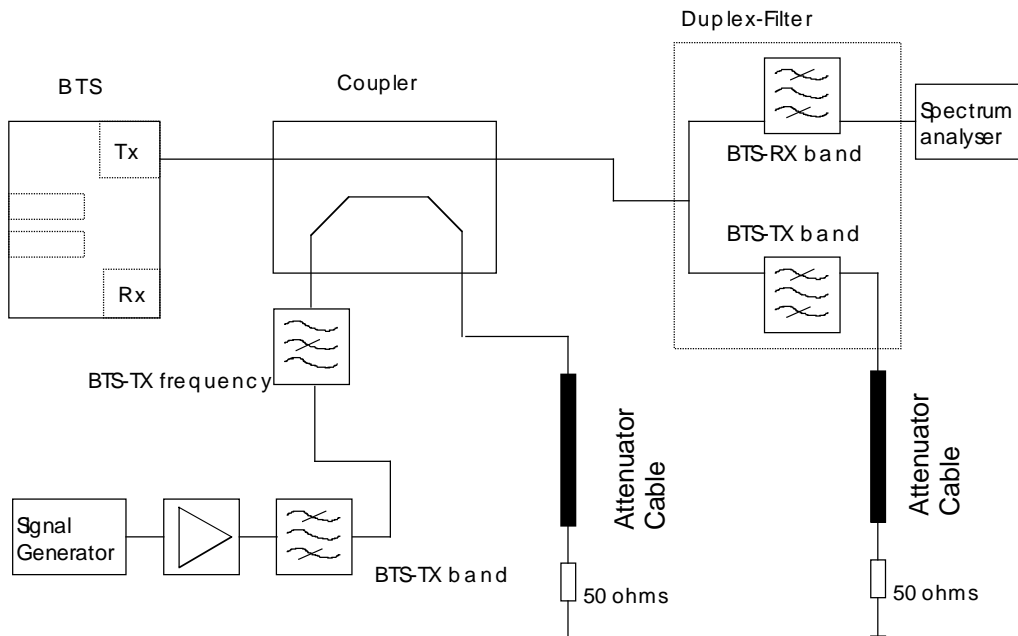 Duplex-Filter
BTS
Coupler
Tx
Rx
BTS-RX band
Spectrum
analyser
BTS-TX band
BTS-TX frequency
Signal
Generator
BTS-TX band
Attenuator
Cable
50 ohms
Attenuator
Cable
50 ohms